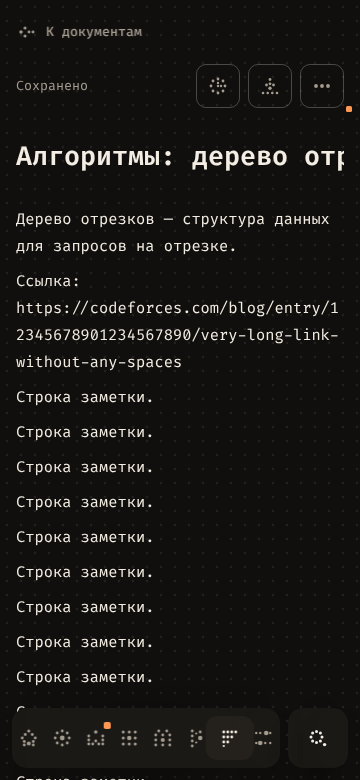 К документам
Сохранено
Алгоритмы: дерево
Дерево отрезков — структура данных
для запросов на отрезке.
Ссылка:
https://codeforces.com/blog/entry/1
2345678901234567890/very-long-link-
without-any-spaces
Строка заметки.
Строка заметки.
Строка заметки.
Строка заметки.
Строка заметки.
Строка заметки.
Строка заметки.
Строка заметки.
Строка заметки.